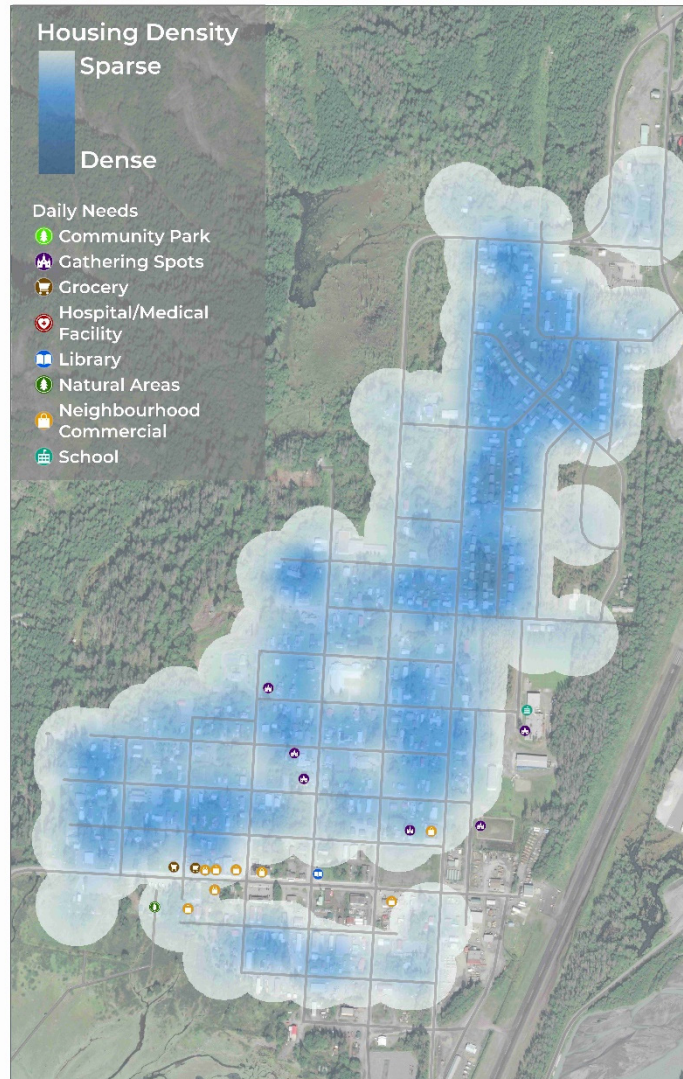 Housing Density
Sparse
Dense
Daily Needs
Community Park
Gathering Spots
Grocery
Hospital/Medical
Facility
Library
Natural Areas
Neighbourhood
Commercial
School